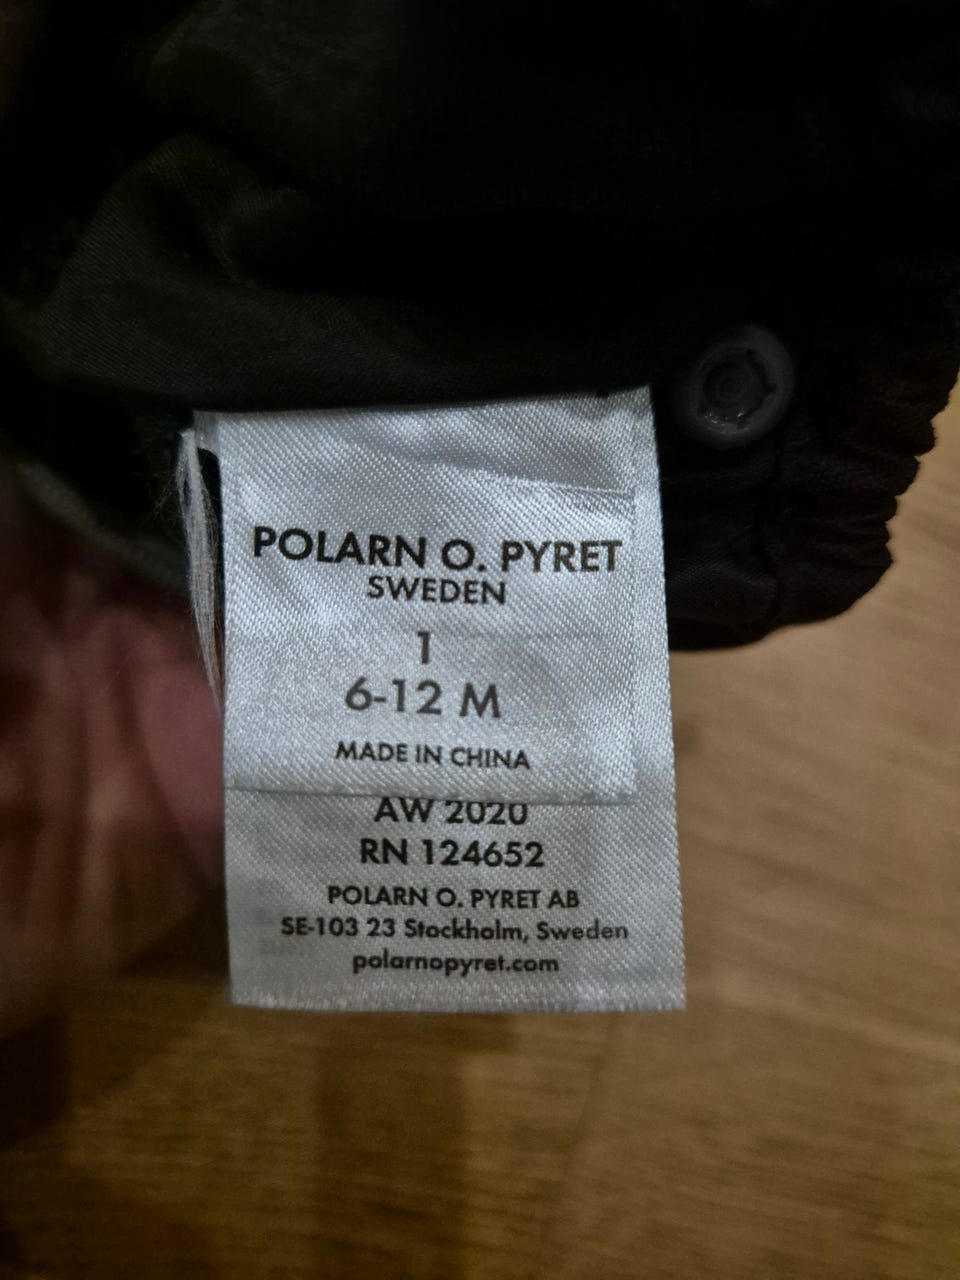 POLARN O. PYRET
SWEDEN
1
6-12 M
MADE IN CHINA
AW 2020
RN 124652
POLARN O. PYRET AB
SE-103 23 Stockholm, Sweden
polarnopyret.com